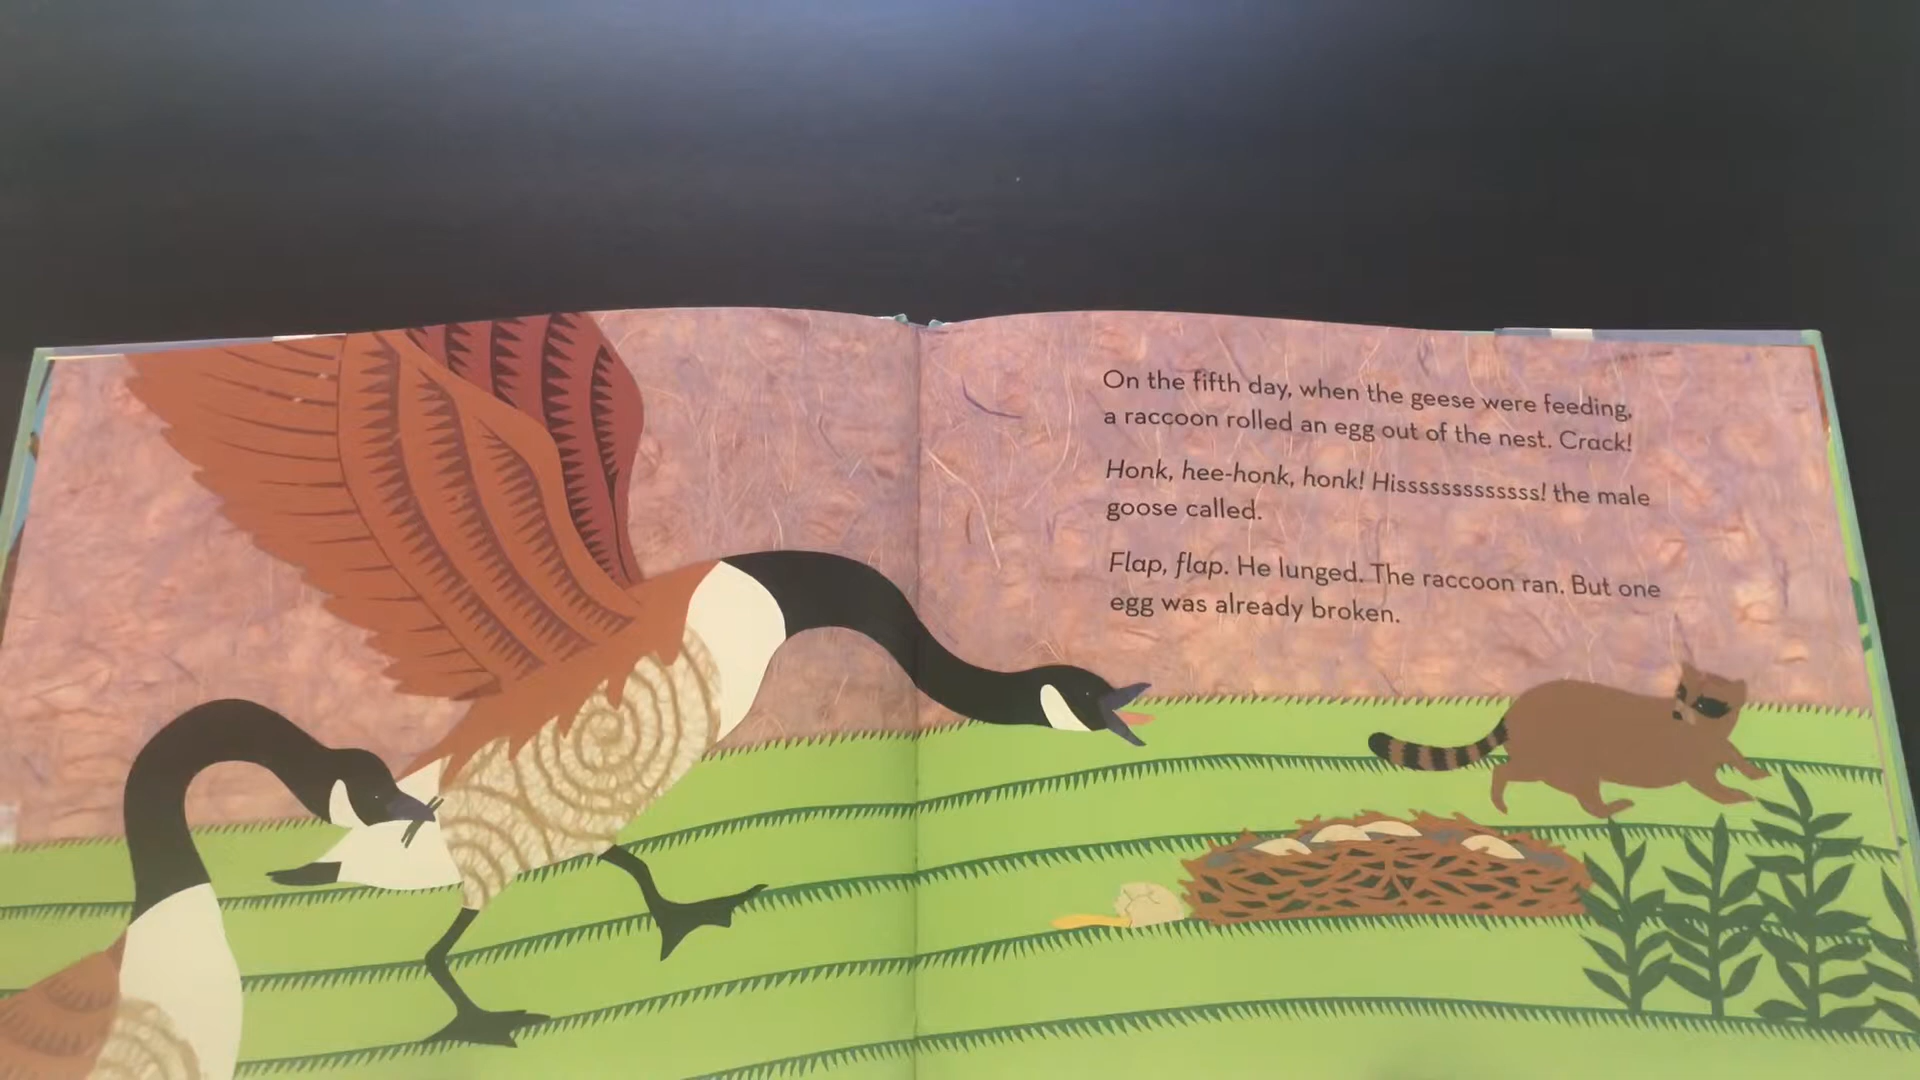 On the fifth day, when the geese were feeding,
a raccoon rolled an egg out of the nest. Crack!
Honk, hee-honk, honk! Hisssssssssssss! the male
goose called.
Flap, flap. He lunged. The raccoon ran. But one
egg was already broken.